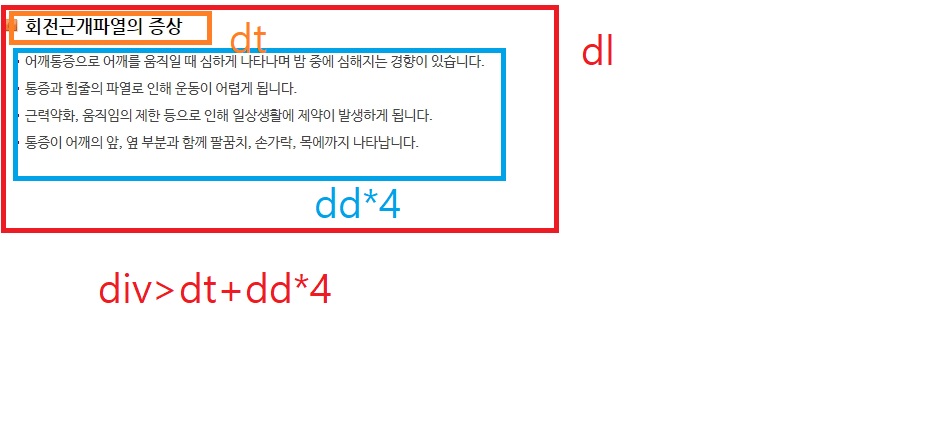 회전근개파열의 증상
dt
dl
어깨통증으로 어깨를 움직일 때 심하게 나타나며 밤 중에 심해지는 경향이 있습니다.
통증과 힘줄의 파열로 인해 운동이 어렵게 됩니다.
근력약화, 움직임의 제한 등으로 인해 일상생활에 제약이 발생하게 됩니다.
통증이 어깨의 앞, 옆 부분과 함께 팔꿈치, 손가락, 목에까지 나타납니다.
dd*4
div>dt+dd*4